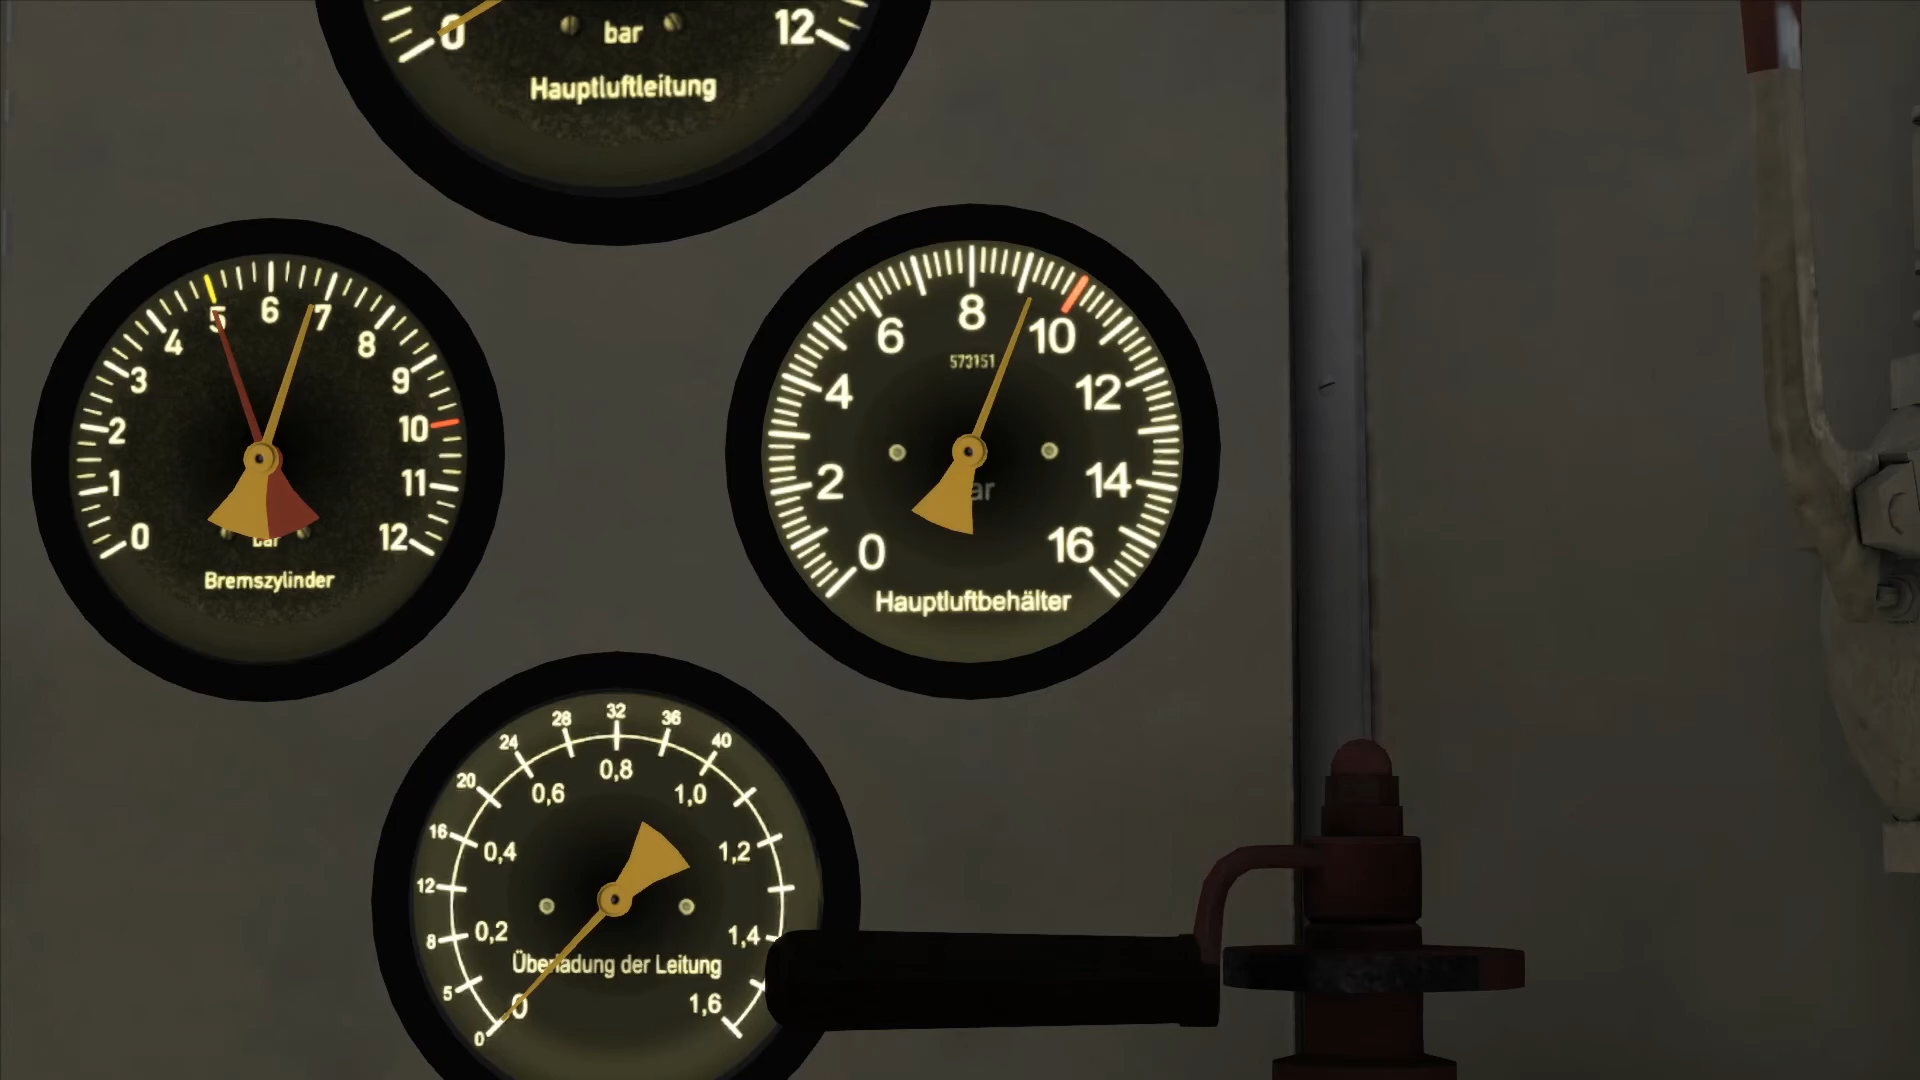 0 bar 12
Hauptluftleitung
0 1 2 3 4 5 6 7 8 9 10 11 12
bar
Bremszylinder
0 2 4 6 8 10 12 14 16
573151
Hauptluftbehälter
0 5 8 12 16 20 24 28 32 36 40
0 0,2 0,4 0,6 0,8 1,0 1,2 1,4 1,6
Überladung der Leitung